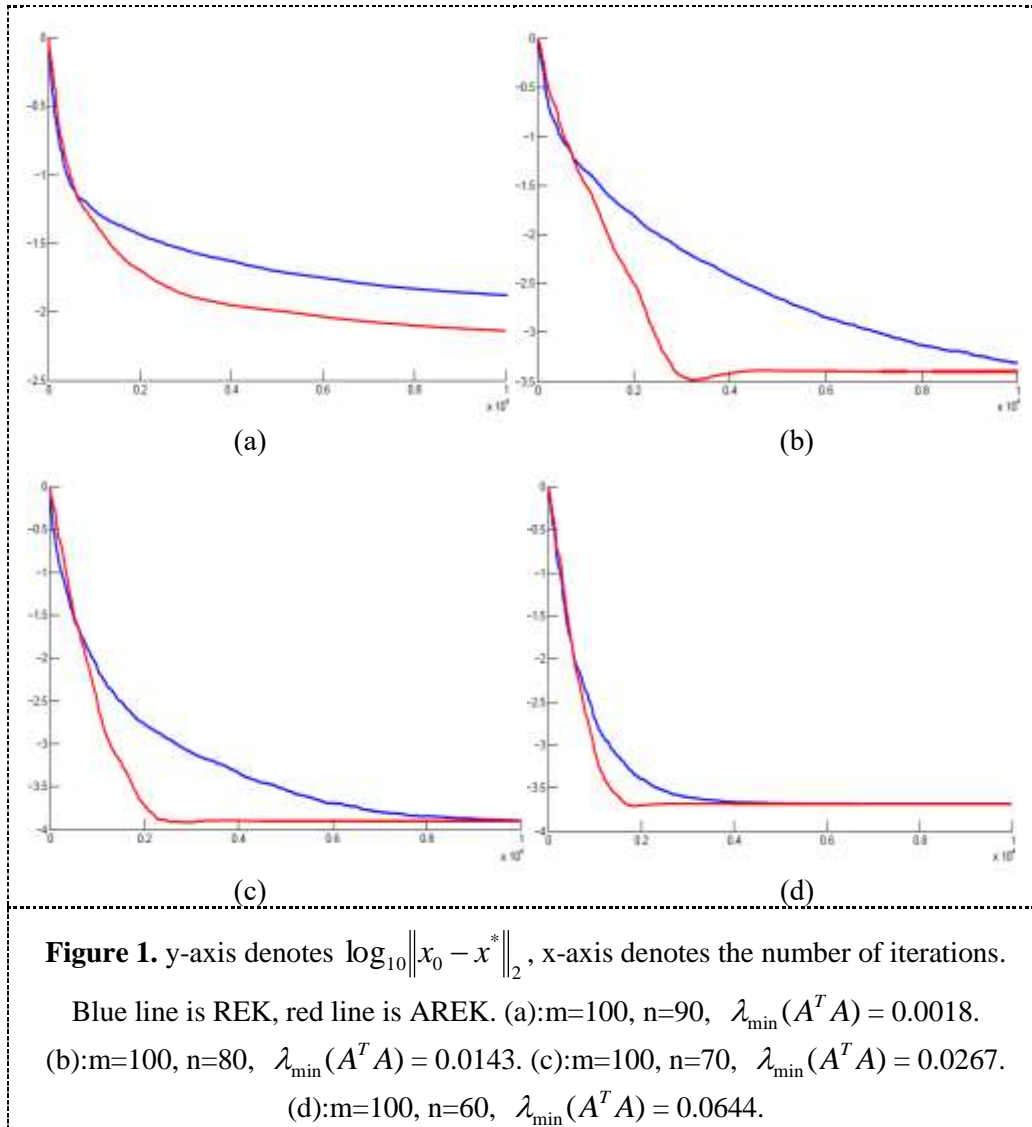 0
-0.5
-1
-1.5
-2
-2.5
0 0.2 0.4 0.6 0.8 1
x 10⁴
(a)
0
-0.5
-1
-1.5
-2
-2.5
-3
-3.5
0 0.2 0.4 0.6 0.8 1
x 10⁴
(b)
0
-0.5
-1
-1.5
-2
-2.5
-3
-3.5
-4
0 0.2 0.4 0.6 0.8 1
x 10⁴
(c)
0
-0.5
-1
-1.5
-2
-2.5
-3
-3.5
-4
0 0.2 0.4 0.6 0.8 1
x 10⁴
(d)
Figure 1. y-axis denotes log₁₀‖x₀ − x*‖₂, x-axis denotes the number of iterations.
Blue line is REK, red line is AREK. (a):m=100, n=90, λmin(AᵀA) = 0.0018.
(b):m=100, n=80, λmin(AᵀA) = 0.0143. (c):m=100, n=70, λmin(AᵀA) = 0.0267.
(d):m=100, n=60, λmin(AᵀA) = 0.0644.